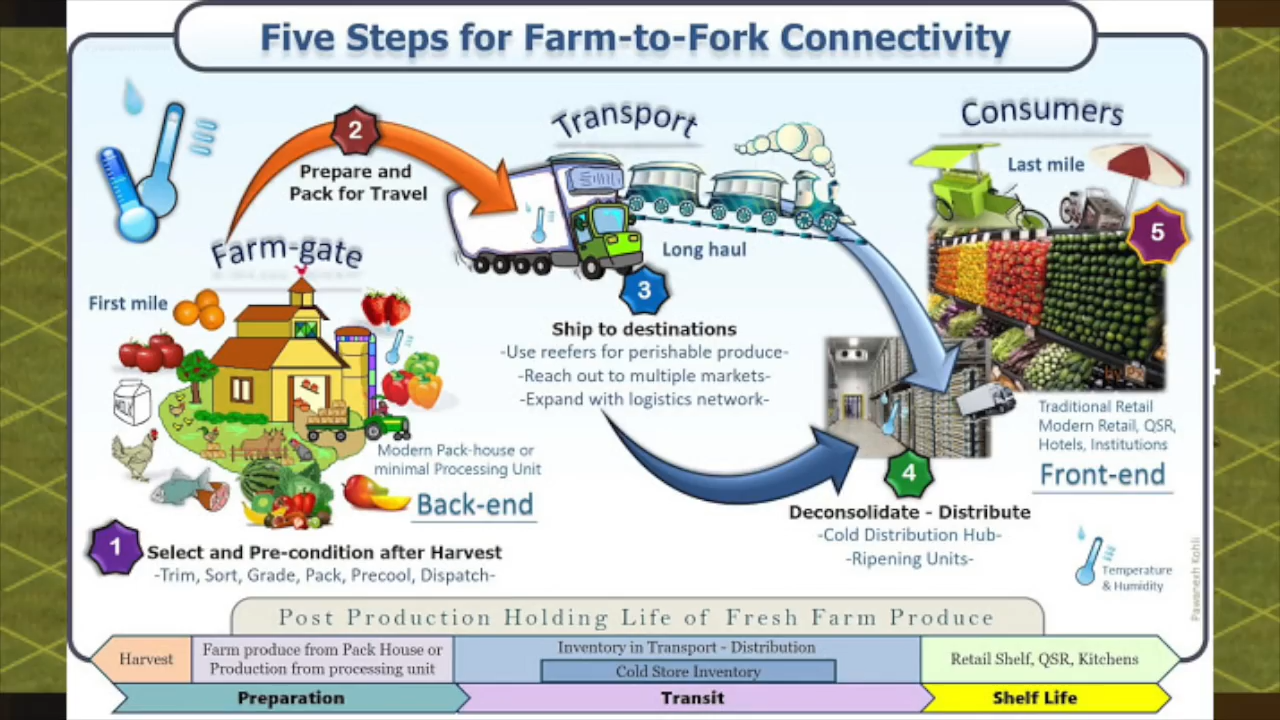 Five Steps for Farm-to-Fork Connectivity
2
Prepare and
Pack for Travel
Transport
Long haul
Consumers
Last mile
5
Farm-gate
First mile
MILK
3
Ship to destinations
-Use reefers for perishable produce-
-Reach out to multiple markets-
-Expand with logistics network-
Modern Pack-house or
minimal Processing Unit
Back-end
Traditional Retail
Modern Retail, QSR,
Hotels, Institutions
Front-end
1
Select and Pre-condition after Harvest
-Trim, Sort, Grade, Pack, Precool, Dispatch-
4
Deconsolidate - Distribute
-Cold Distribution Hub-
-Ripening Units-
Temperature
& Humidity
Pawanexh Kohli
Post Production Holding Life of Fresh Farm Produce
Harvest
Farm produce from Pack House or
Production from processing unit
Inventory in Transport - Distribution
Cold Store Inventory
Retail Shelf, QSR, Kitchens
Preparation
Transit
Shelf Life